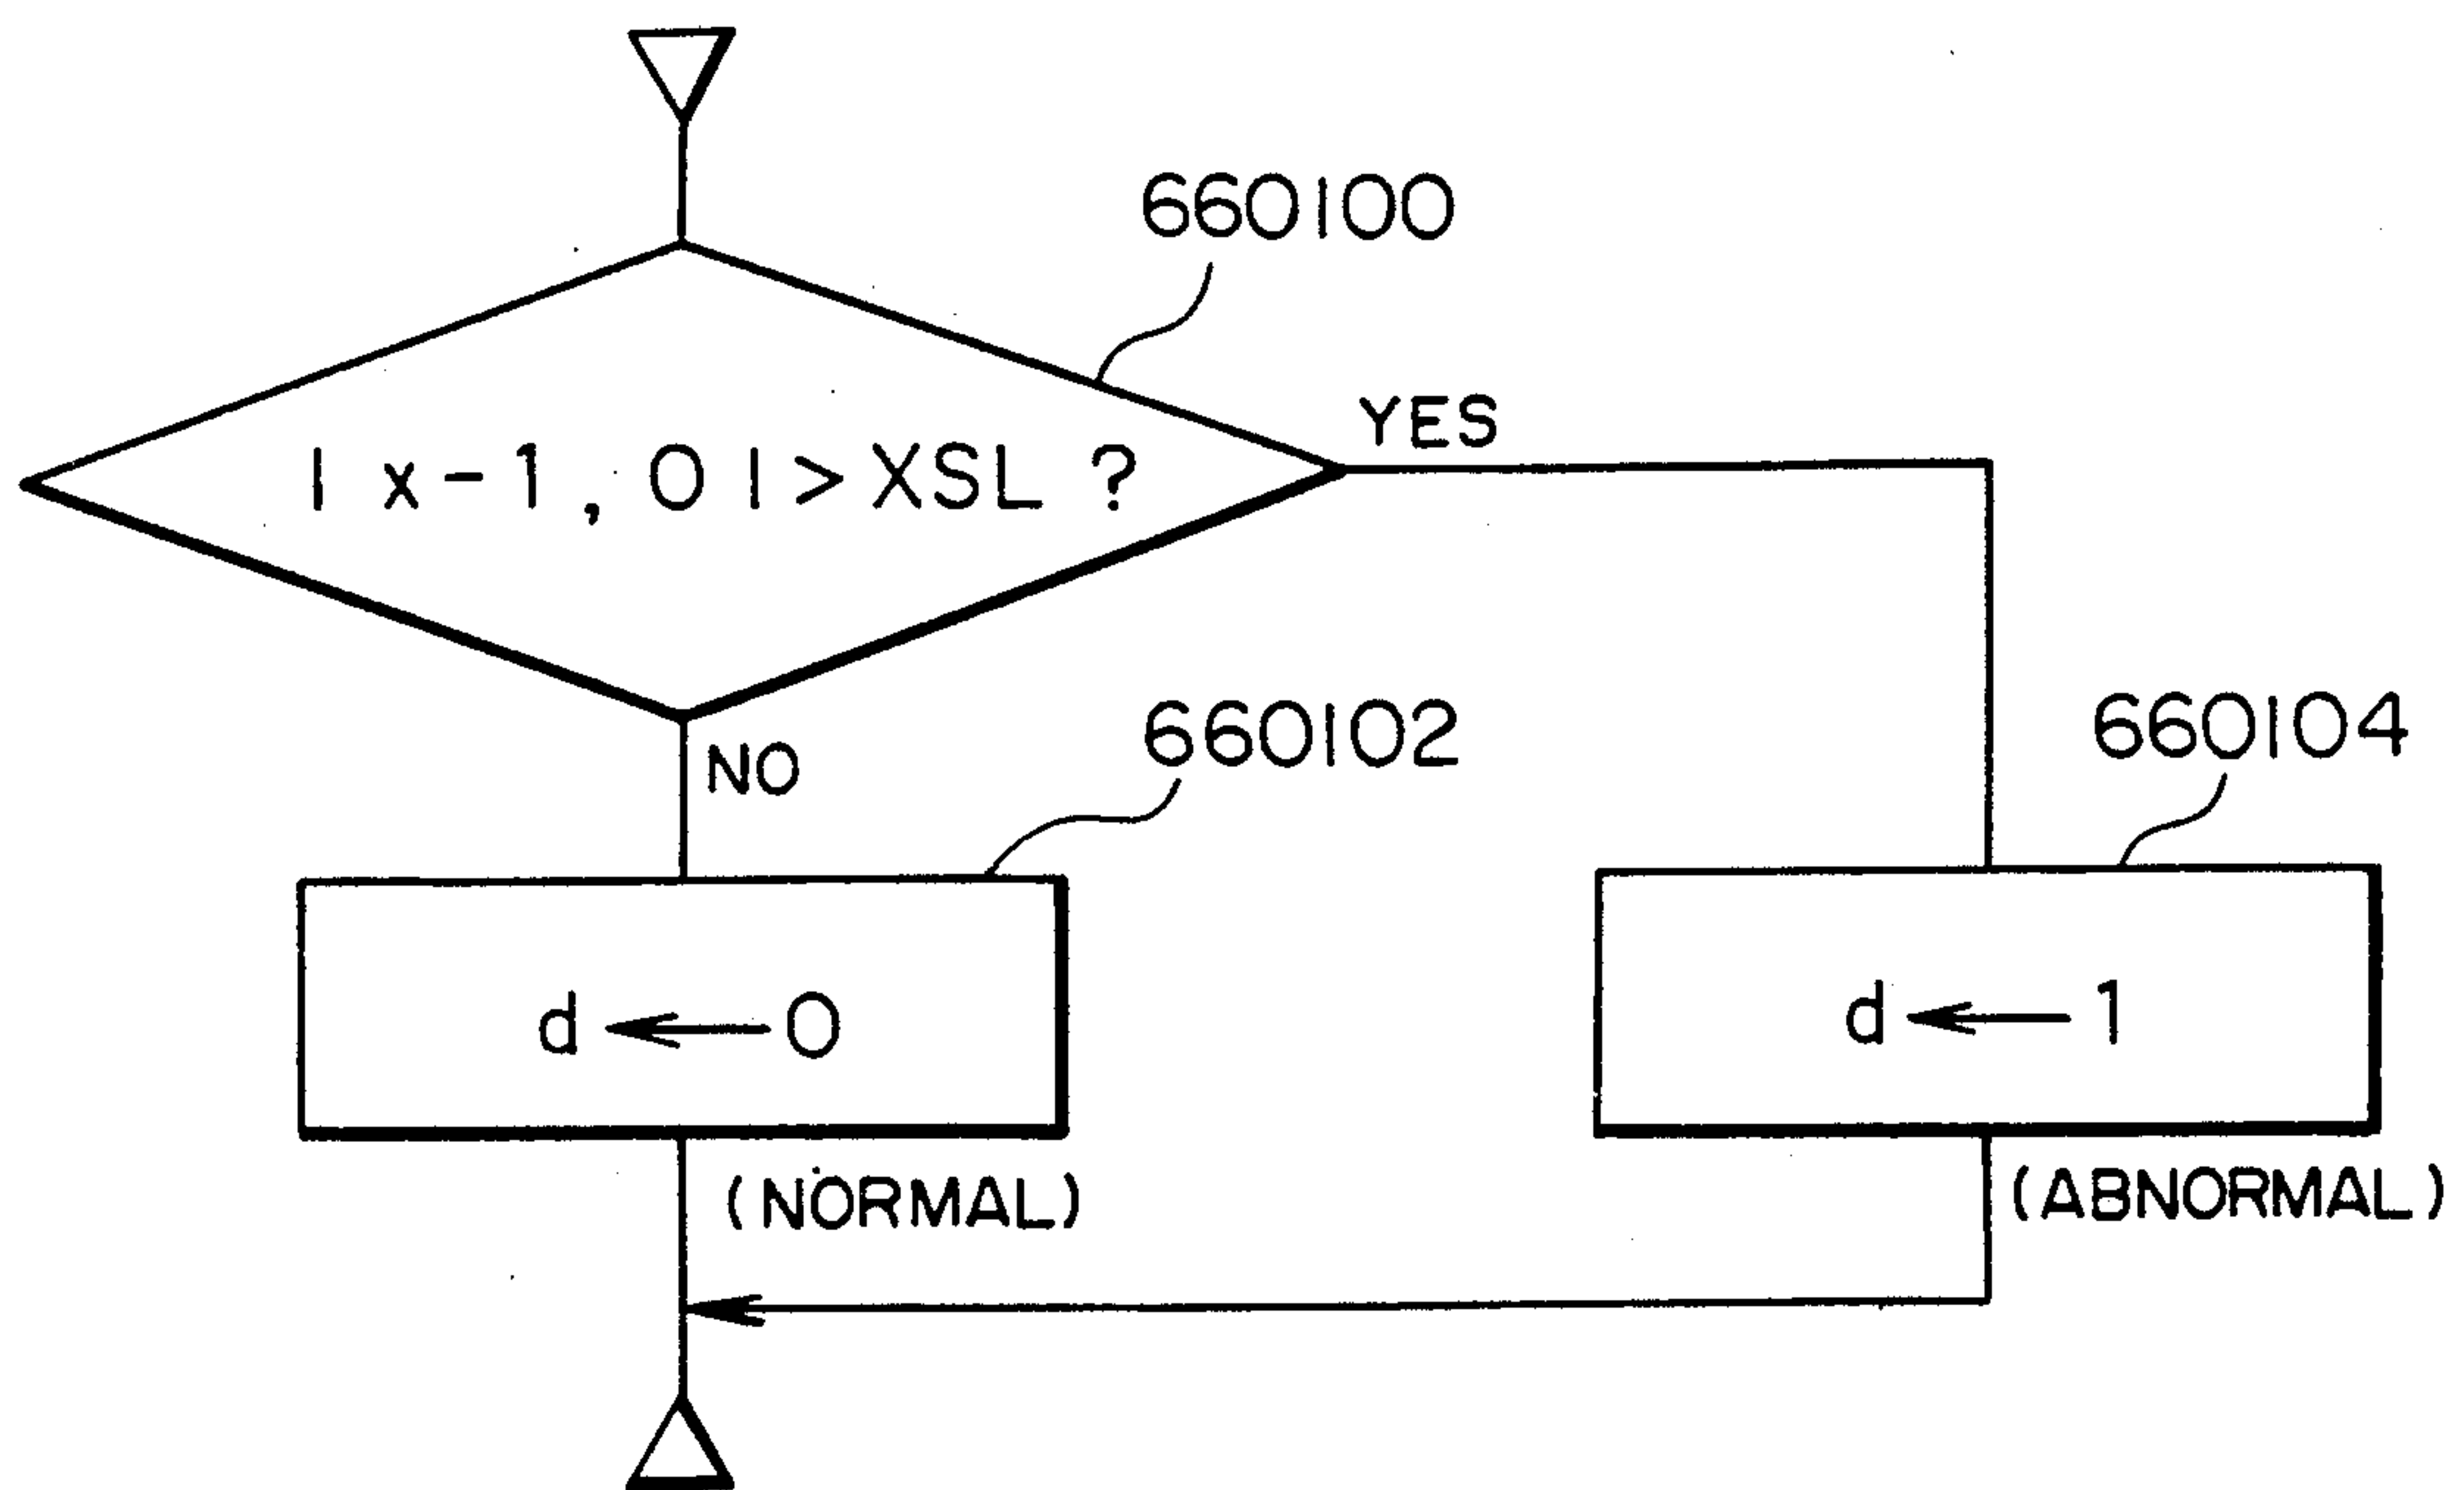 660100
| x - 1 , 0 | > XSL ?
YES
NO
660102
660104
d ← 0
d ← 1
(NORMAL)
(ABNORMAL)